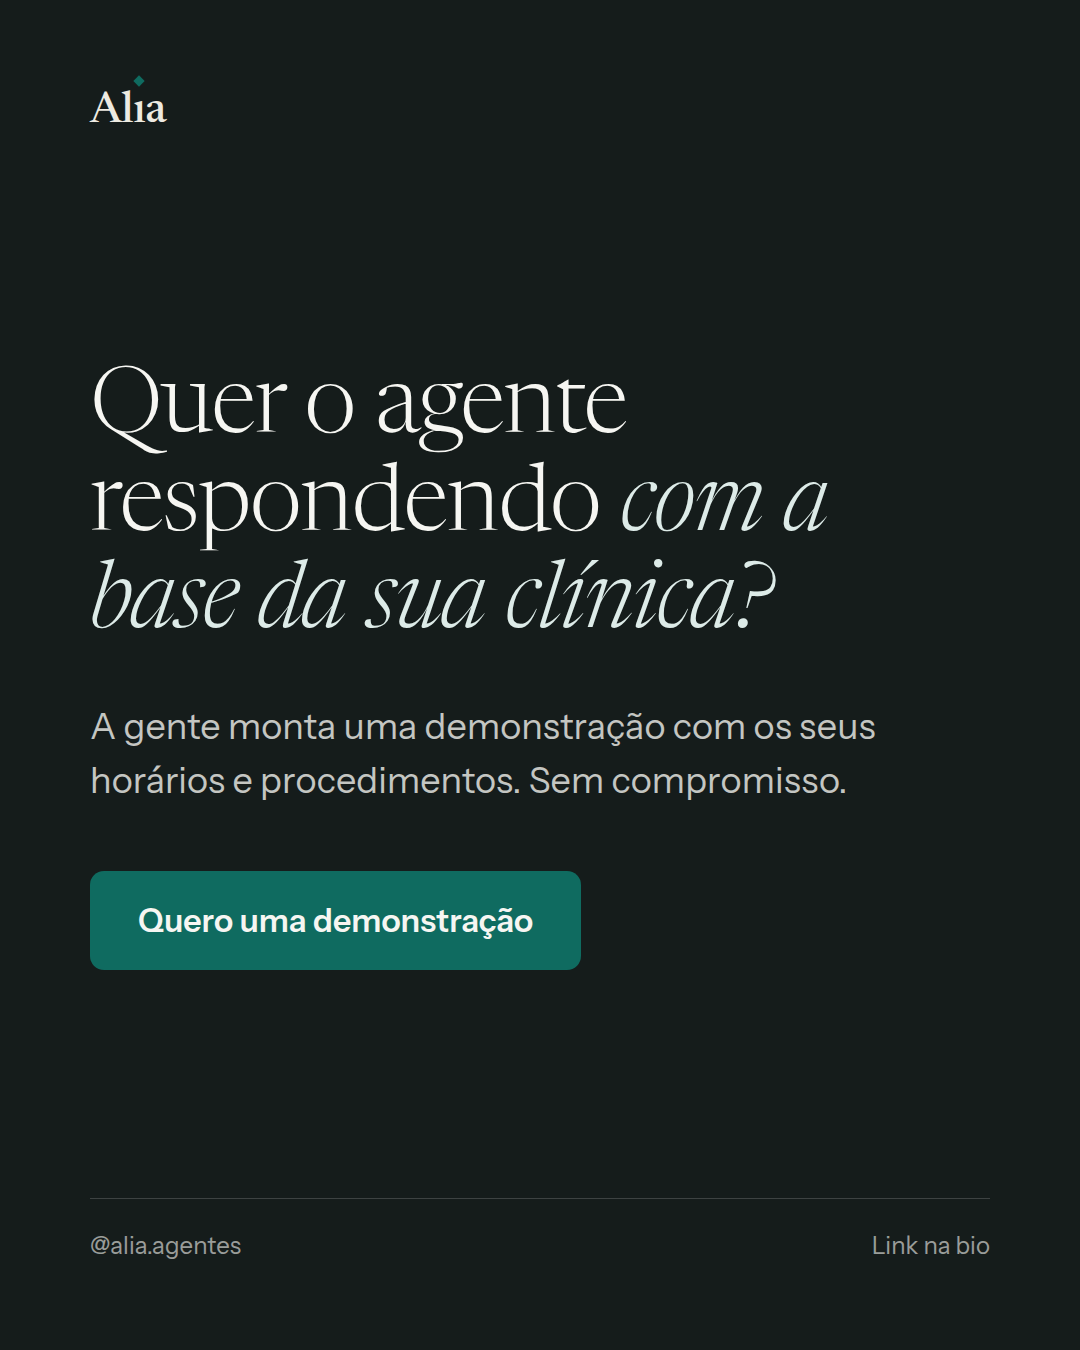 Alia
Quer o agente
respondendo com a
base da sua clínica?
A gente monta uma demonstração com os seus
horários e procedimentos. Sem compromisso.
Quero uma demonstração
@alia.agentes
Link na bio